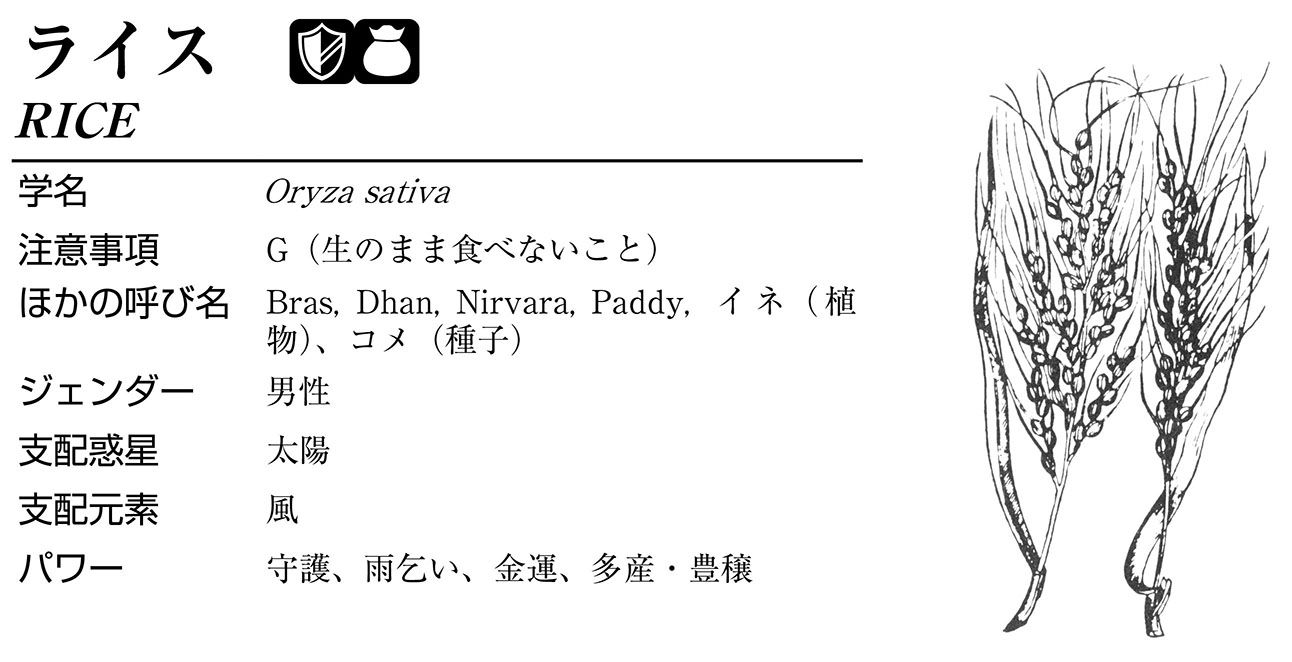 ライス
RICE
学名 Oryza sativa
注意事項 G（生のまま食べないこと）
ほかの呼び名 Bras, Dhan, Nirvara, Paddy, イネ（植
物）、コメ（種子）
ジェンダー 男性
支配惑星 太陽
支配元素 風
パワー 守護、雨乞い、金運、多産・豊穣